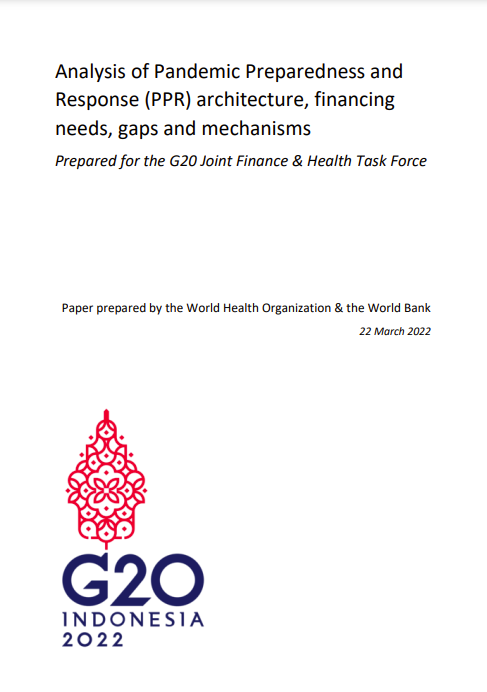 Analysis of Pandemic Preparedness and
Response (PPR) architecture, financing
needs, gaps and mechanisms
Prepared for the G20 Joint Finance & Health Task Force
Paper prepared by the World Health Organization & the World Bank
22 March 2022
G20
INDONESIA
2022